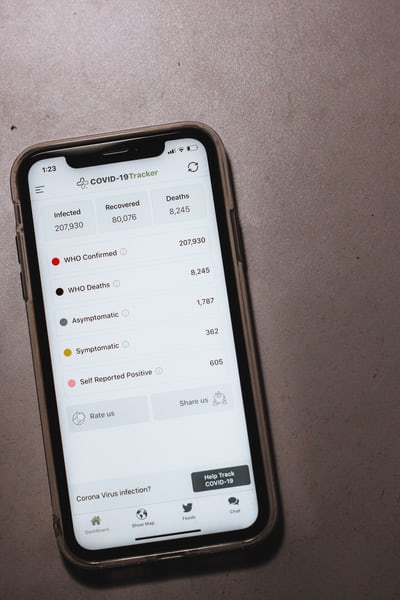 1:23
COVID-19Tracker
Infected
207,930
Recovered
80,076
Deaths
8,245
WHO Confirmed 207,930
WHO Deaths 8,245
Asymptomatic 1,787
Symptomatic 362
Self Reported Positive 605
Rate us
Share us
Corona Virus infection?
Help Track
COVID-19
DashBoard
Show Map
Feeds
Chat